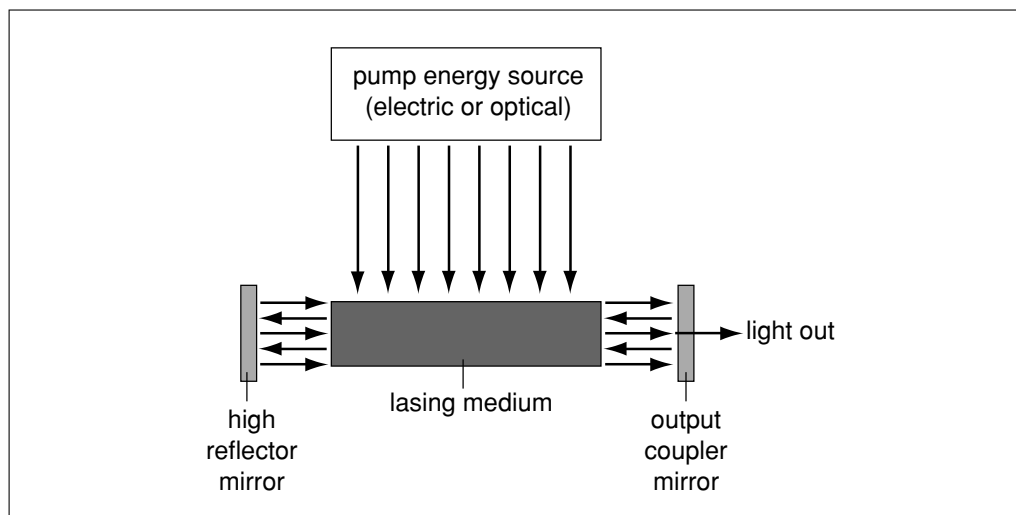 pump energy source
(electric or optical)
light out
lasing medium
high
reflector
mirror
output
coupler
mirror